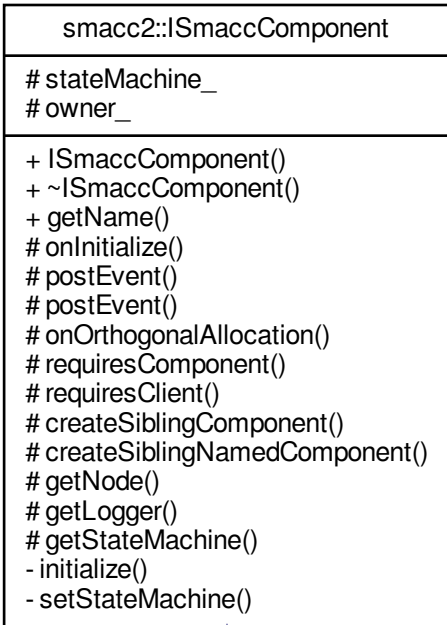 smacc2::ISmaccComponent
# stateMachine_
# owner_
+ ISmaccComponent()
+ ~ISmaccComponent()
+ getName()
# onInitialize()
# postEvent()
# postEvent()
# onOrthogonalAllocation()
# requiresComponent()
# requiresClient()
# createSiblingComponent()
# createSiblingNamedComponent()
# getNode()
# getLogger()
# getStateMachine()
- initialize()
- setStateMachine()